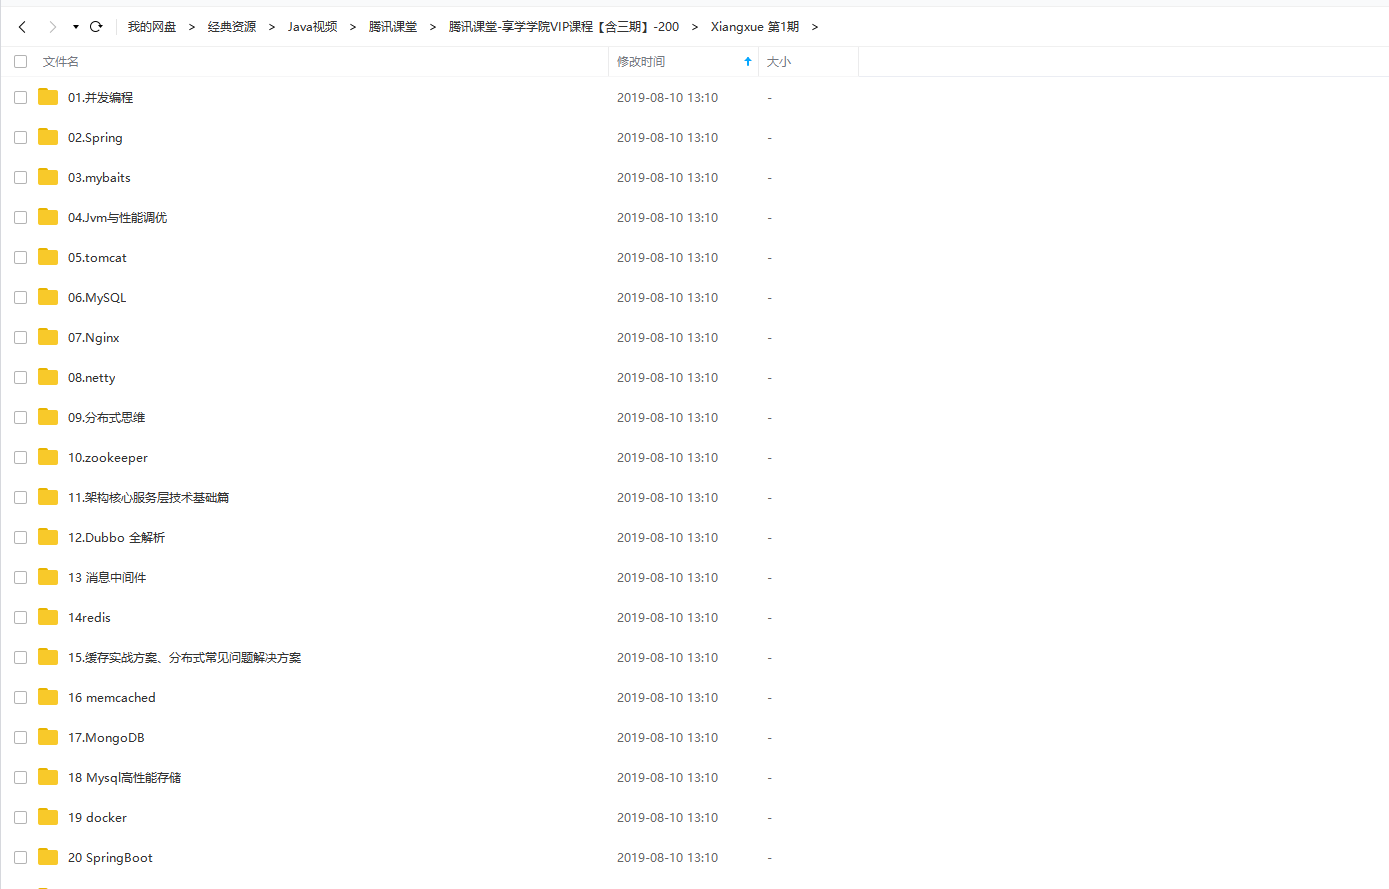 我的网盘 > 经典资源 > Java视频 > 腾讯课堂 > 腾讯课堂-享学学院VIP课程【含三期】-200 > Xiangxue 第1期 >
文件名 修改时间 大小
01.并发编程 2019-08-10 13:10 -
02.Spring 2019-08-10 13:10 -
03.mybaits 2019-08-10 13:10 -
04.Jvm与性能调优 2019-08-10 13:10 -
05.tomcat 2019-08-10 13:10 -
06.MySQL 2019-08-10 13:10 -
07.Nginx 2019-08-10 13:10 -
08.netty 2019-08-10 13:10 -
09.分布式思维 2019-08-10 13:10 -
10.zookeeper 2019-08-10 13:10 -
11.架构核心服务层技术基础篇 2019-08-10 13:10 -
12.Dubbo 全解析 2019-08-10 13:10 -
13 消息中间件 2019-08-10 13:10 -
14redis 2019-08-10 13:10 -
15.缓存实战方案、分布式常见问题解决方案 2019-08-10 13:10 -
16 memcached 2019-08-10 13:10 -
17.MongoDB 2019-08-10 13:10 -
18 Mysql高性能存储 2019-08-10 13:10 -
19 docker 2019-08-10 13:10 -
20 SpringBoot 2019-08-10 13:10 -